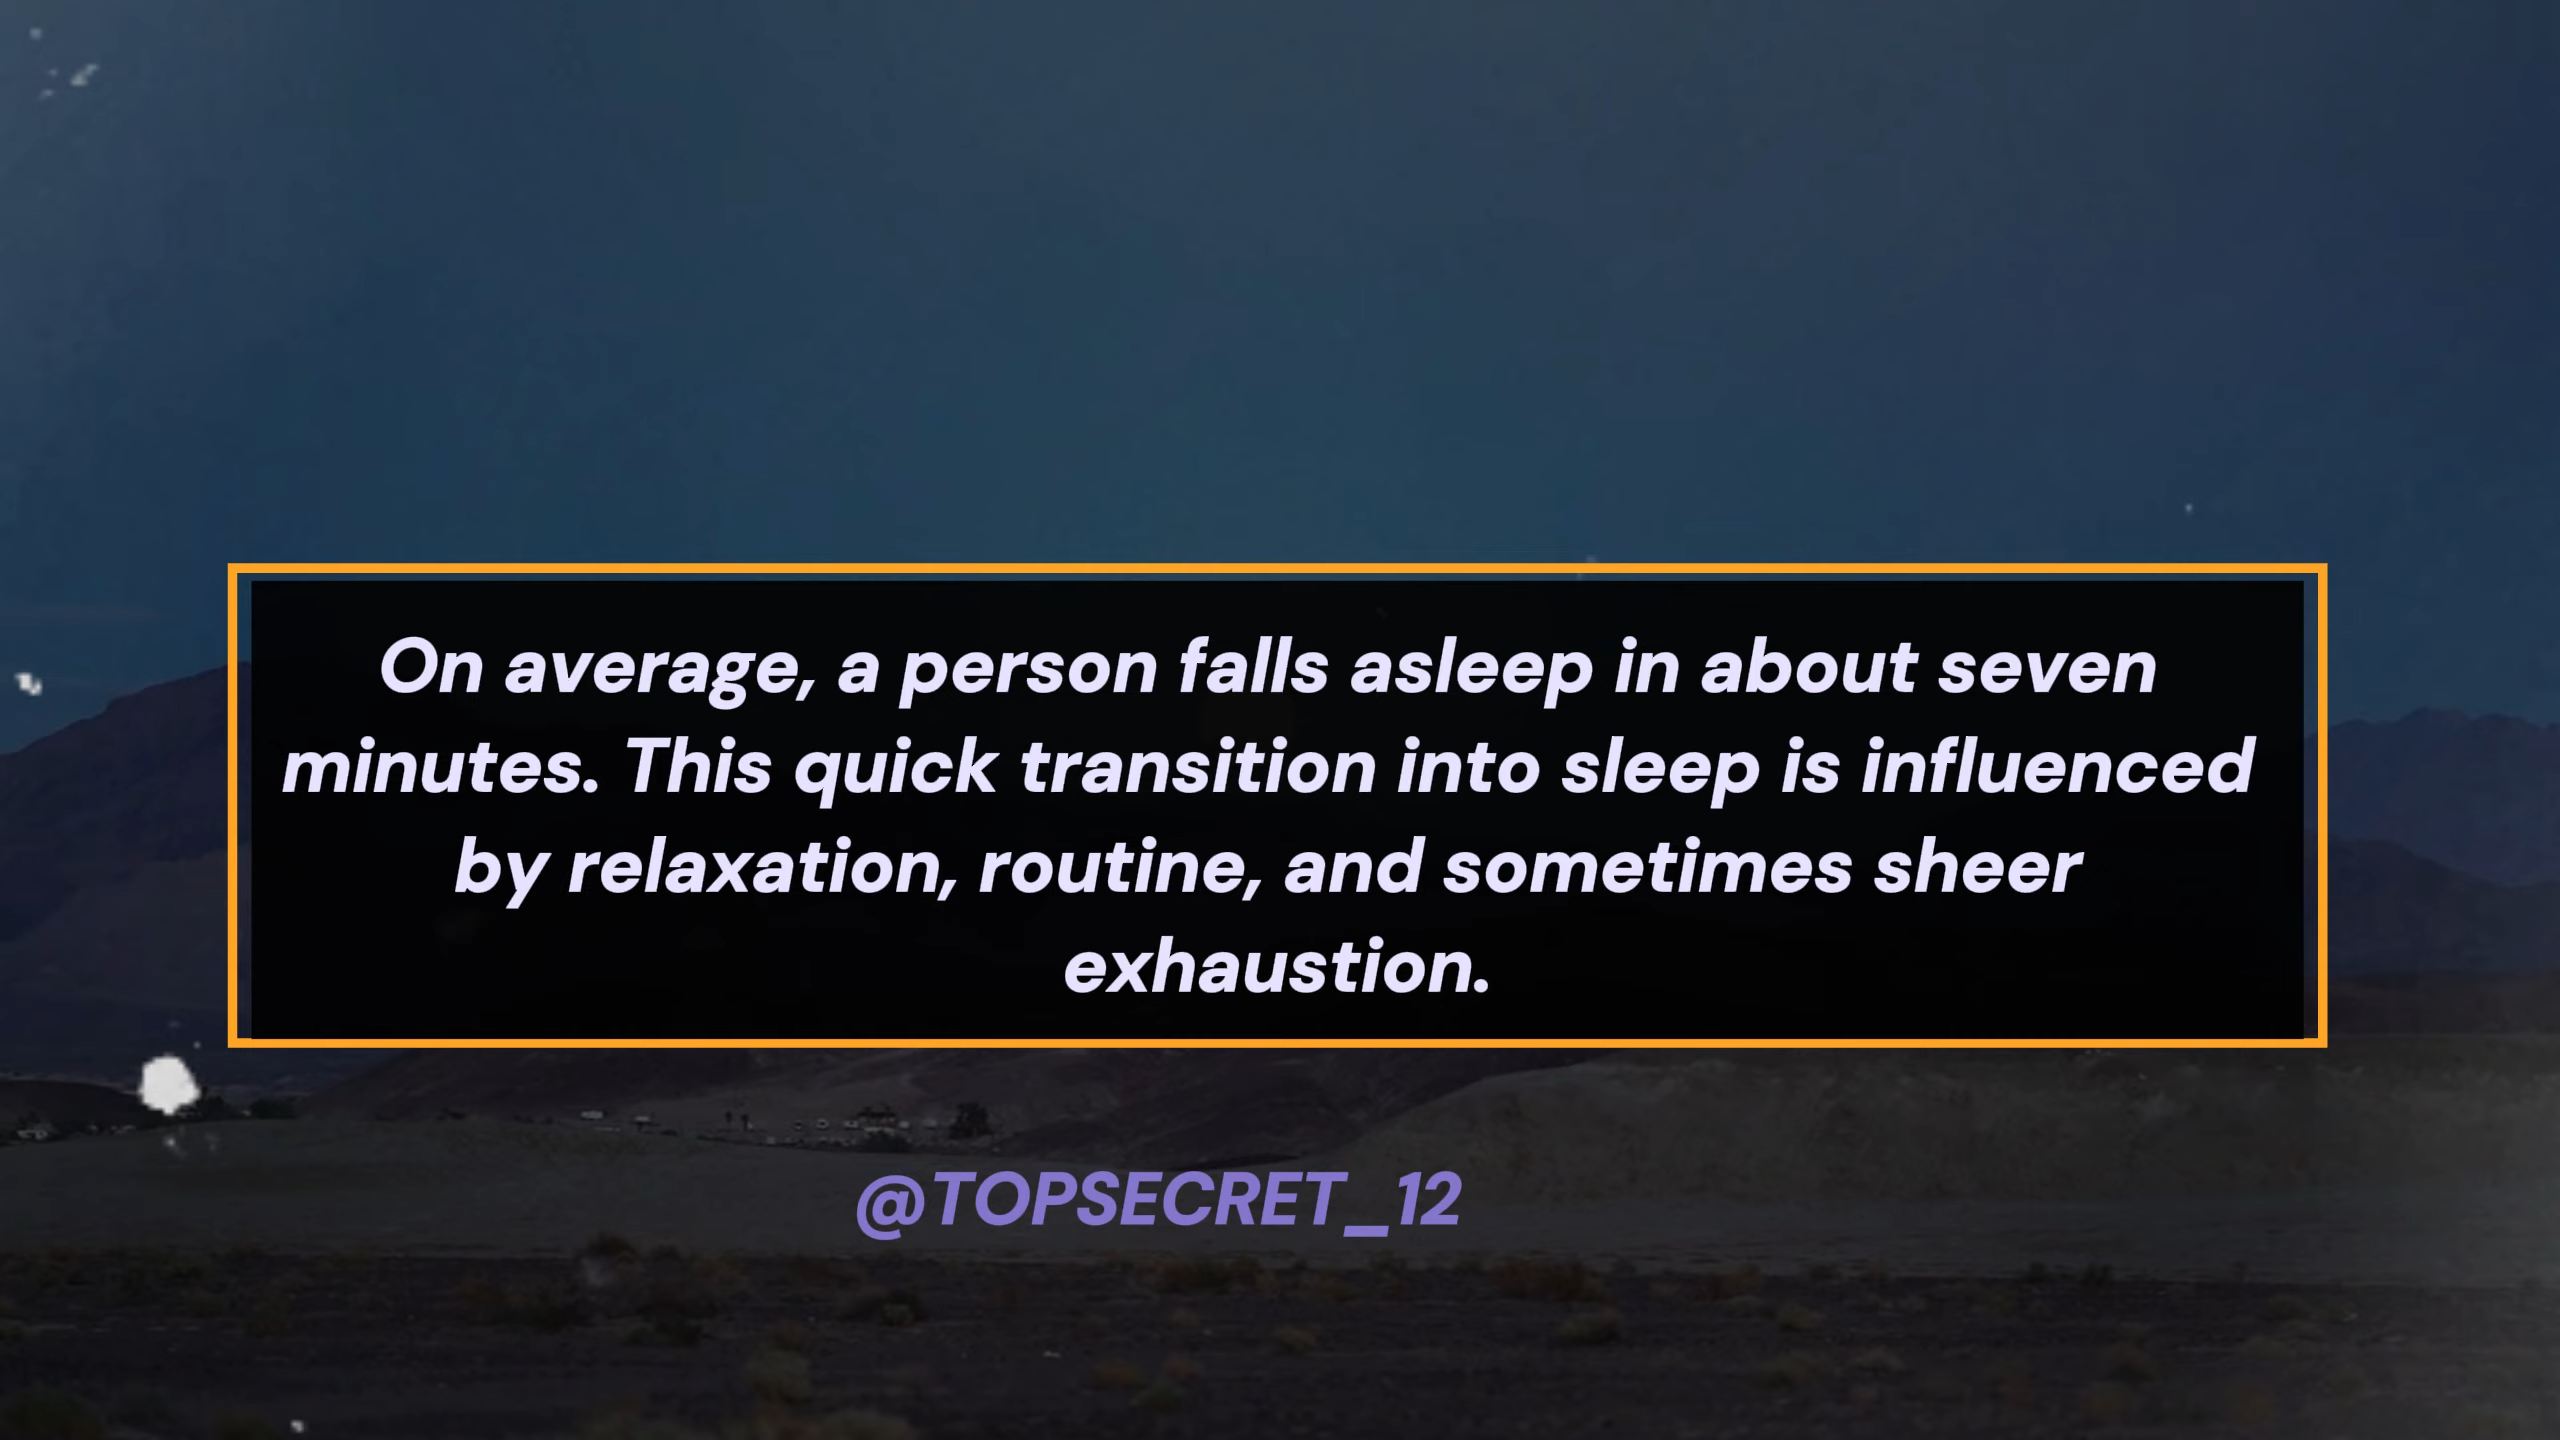 On average, a person falls asleep in about seven
minutes. This quick transition into sleep is influenced
by relaxation, routine, and sometimes sheer
exhaustion.
@TOPSECRET_12